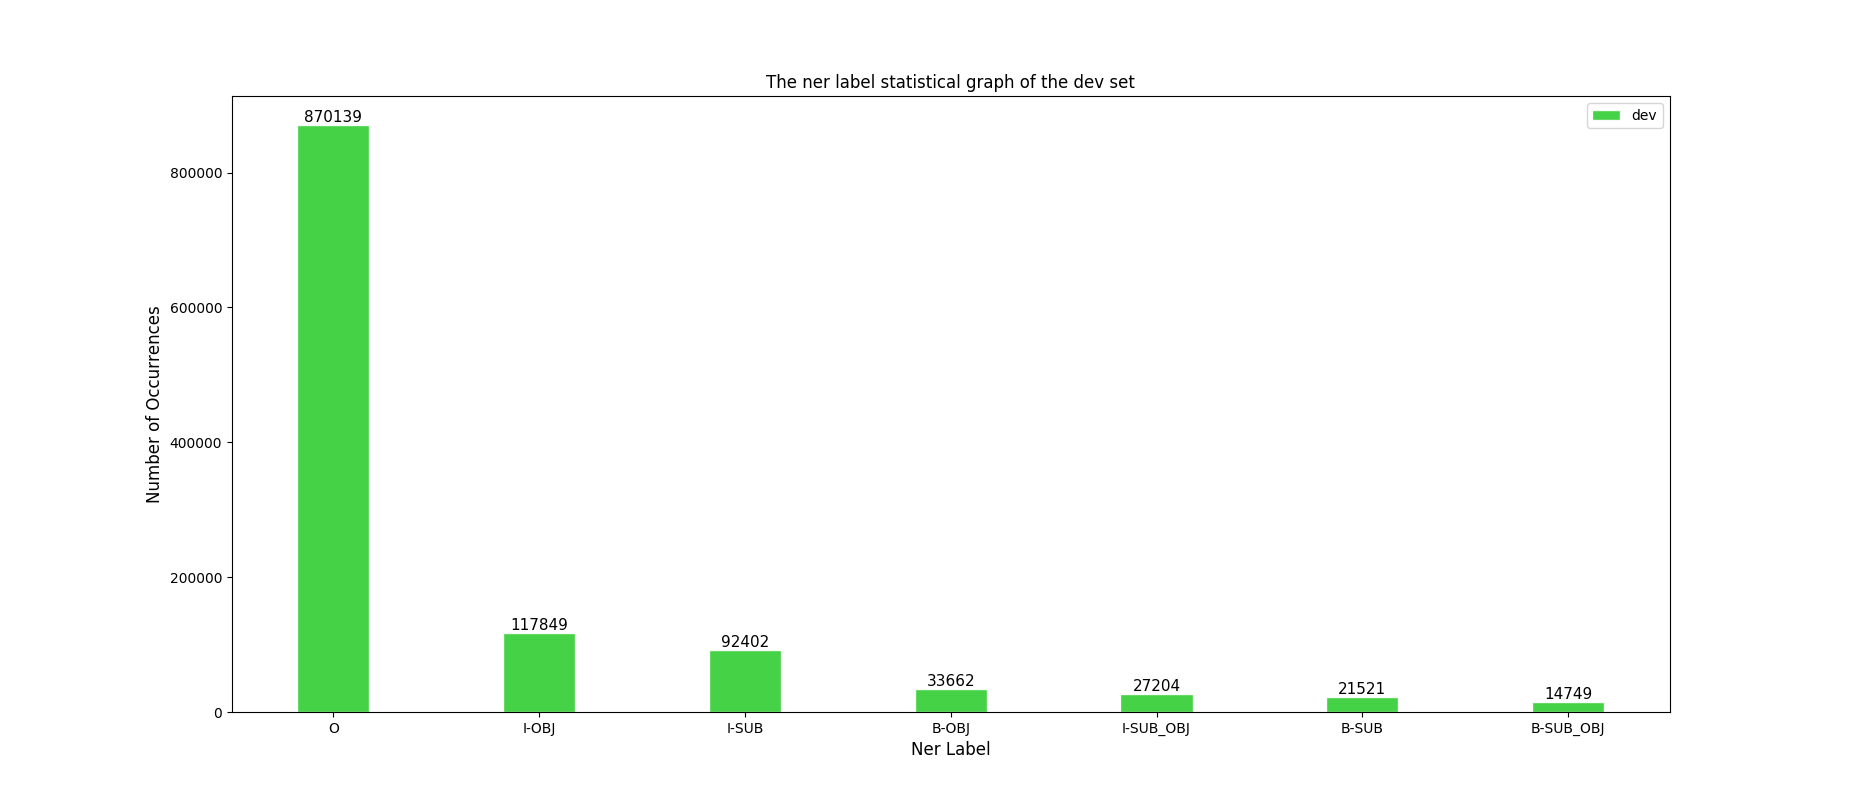 The ner label statistical graph of the dev set
dev
870139
117849
92402
33662
27204
21521
14749
800000
600000
400000
200000
0
Number of Occurrences
O
I-OBJ
I-SUB
B-OBJ
I-SUB_OBJ
B-SUB
B-SUB_OBJ
Ner Label